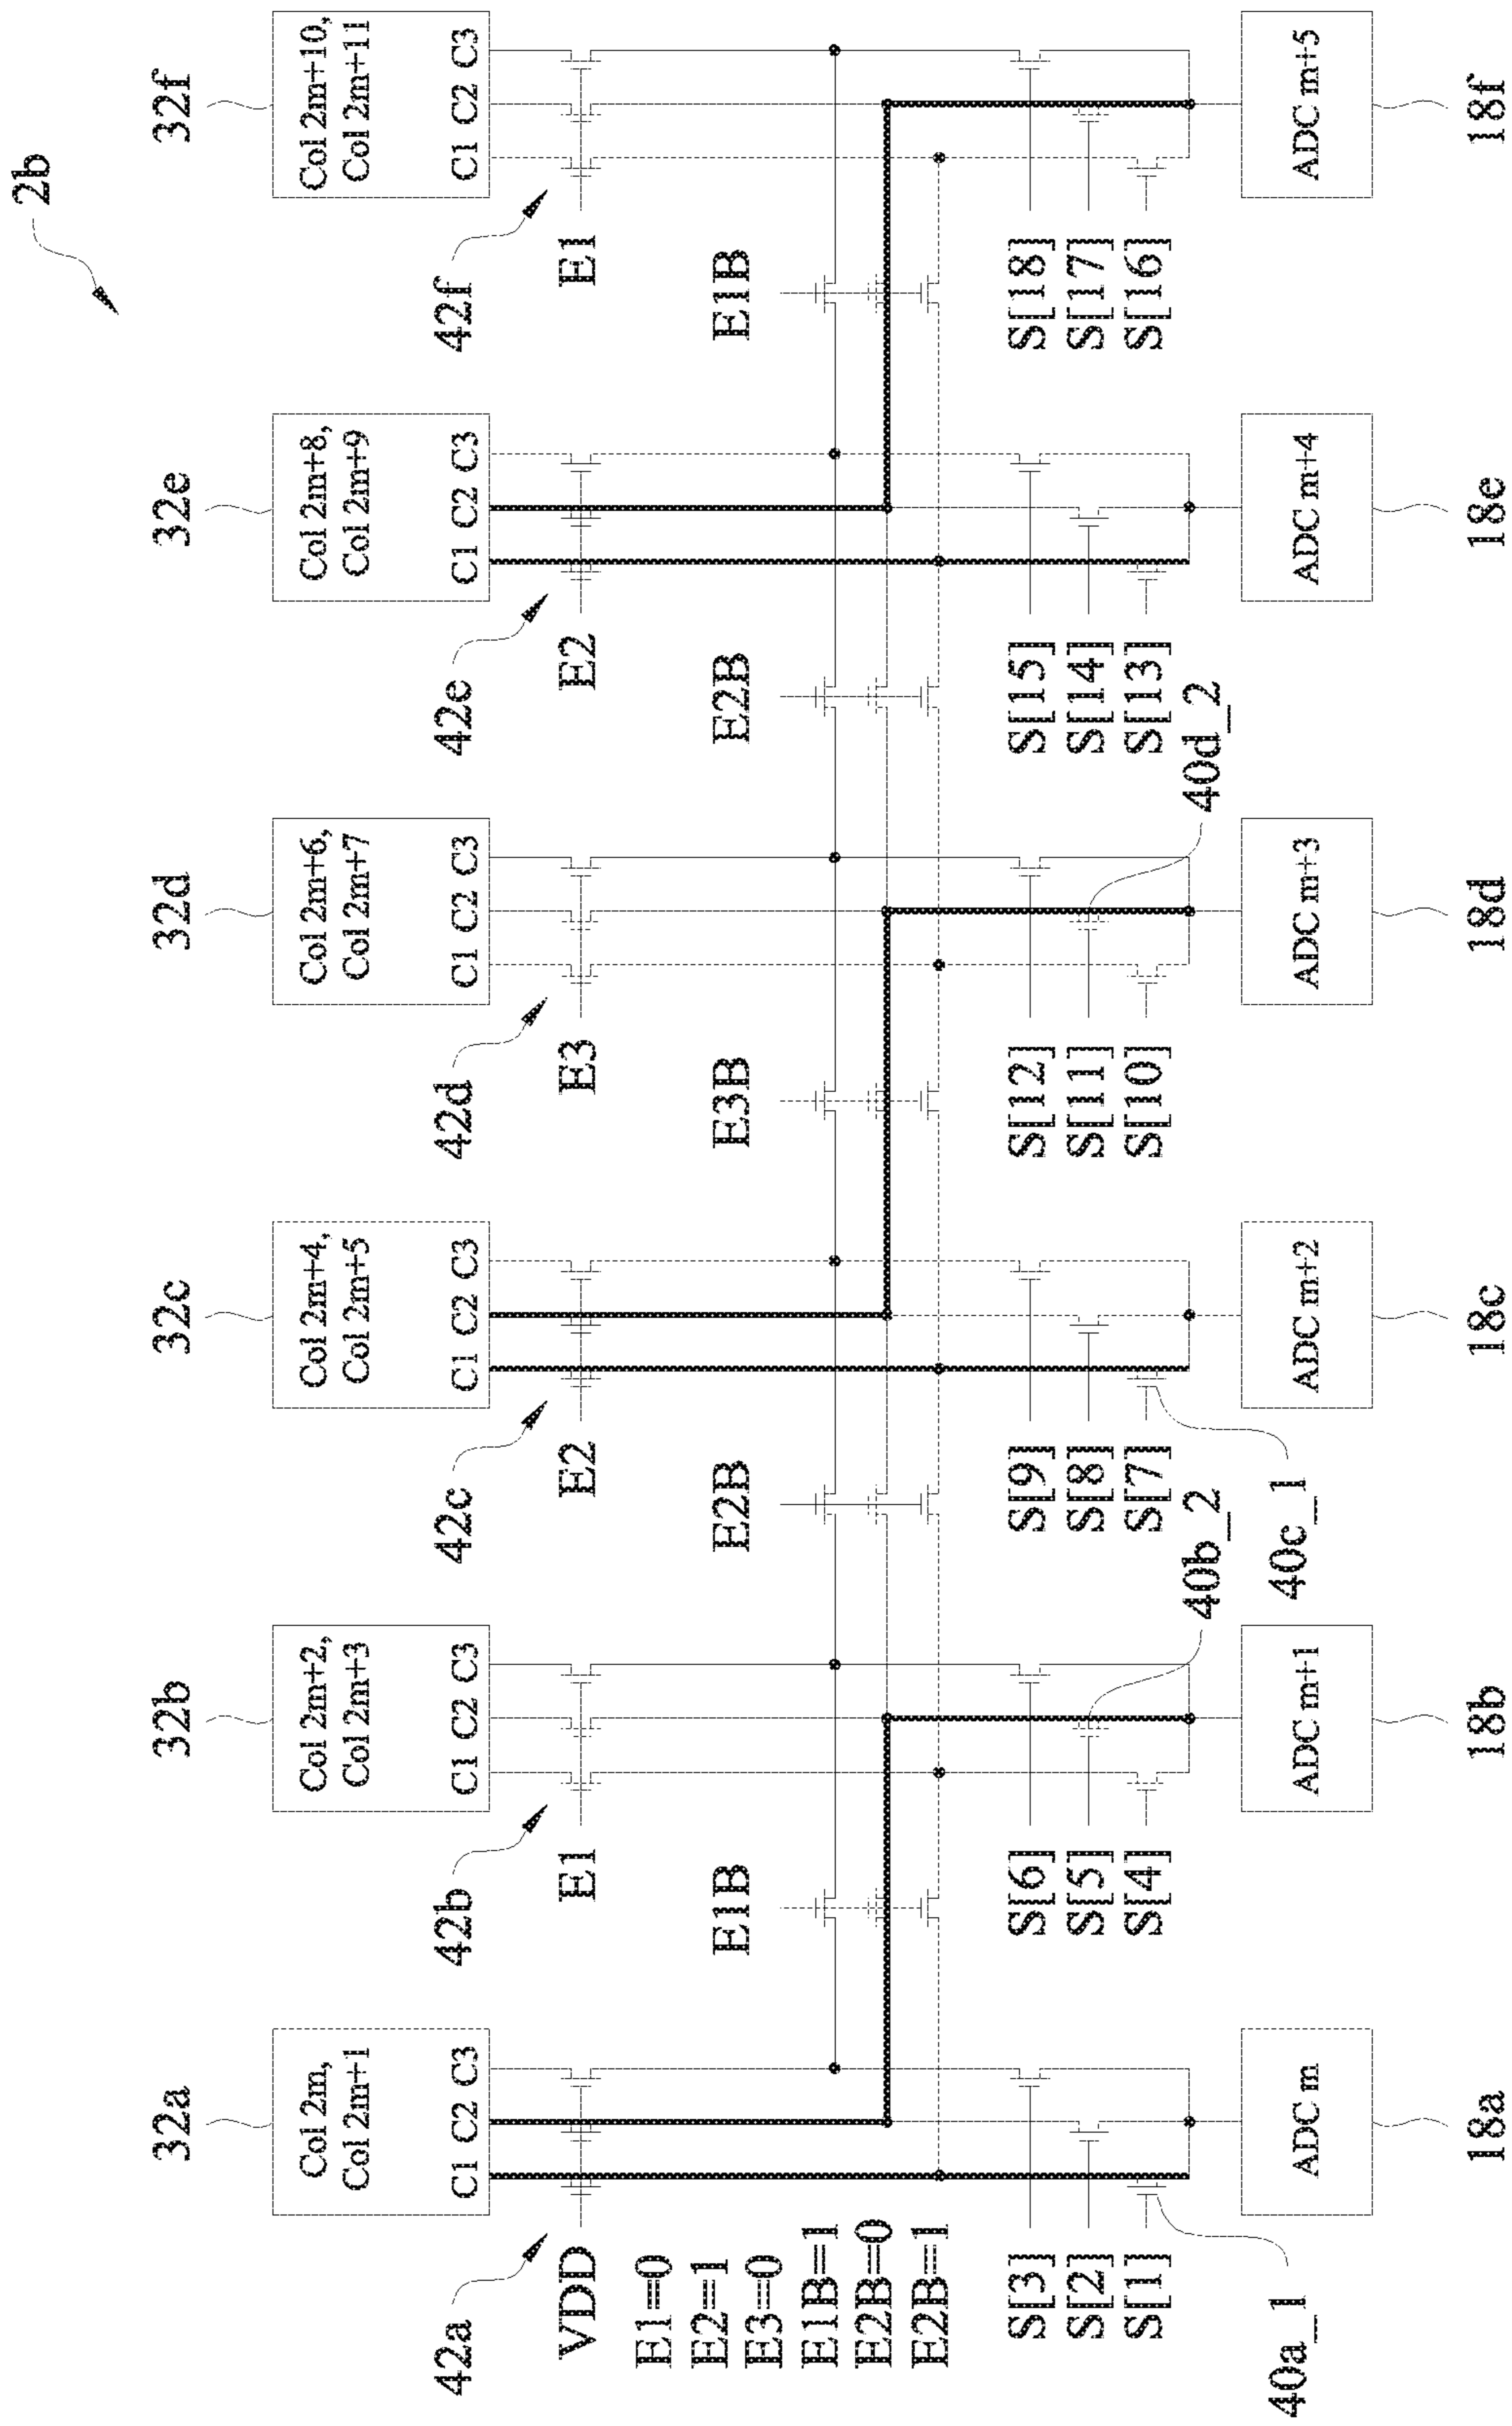 2b
32a
32b
32c
32d
32e
32f
Col 2m,
Col 2m+1
C1 C2 C3
Col 2m+2,
Col 2m+3
C1 C2 C3
Col 2m+4,
Col 2m+5
C1 C2 C3
Col 2m+6,
Col 2m+7
C1 C2 C3
Col 2m+8,
Col 2m+9
C1 C2 C3
Col 2m+10,
Col 2m+11
C1 C2 C3
42a
42b
42c
42d
42e
42f
VDD
E1
E2
E3
E2
E1
E1=0
E2=1
E3=0
E1B=1
E2B=0
E2B=1
E1B
E2B
E3B
E2B
E1B
S[3]
S[2]
S[1]
S[6]
S[5]
S[4]
S[9]
S[8]
S[7]
S[12]
S[11]
S[10]
S[15]
S[14]
S[13]
S[18]
S[17]
S[16]
40a_1
40b_2
40c_1
40d_2
ADC m
ADC m+1
ADC m+2
ADC m+3
ADC m+4
ADC m+5
18a
18b
18c
18d
18e
18f